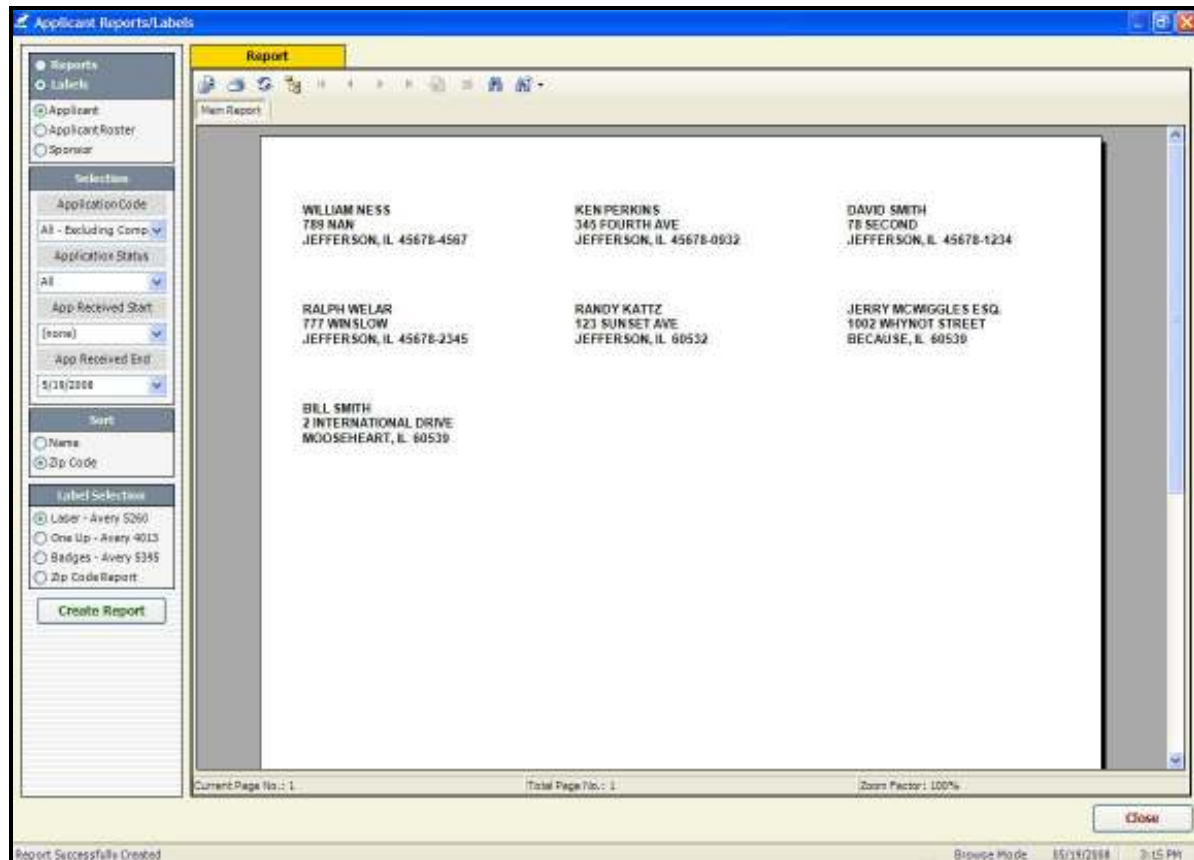 Applicant Reports/Labels
Reports
Labels
Applicant
Applicant Roster
Sponsor
Selection
Application Code
All - Excluding Comp
Application Status
All
App Received Start
(none)
App Received End
5/19/2008
Sort
Name
Zip Code
Label Selection
Laser - Avery 5260
One Up - Avery 4013
Badges - Avery 5395
Zip Code Report
Create Report
Report
Main Report
WILLIAM NESS
789 NAN
JEFFERSON, IL 45678-4567
KEN PERKINS
345 FOURTH AVE
JEFFERSON, IL 45678-0932
DAVID SMITH
78 SECOND
JEFFERSON, IL 45678-1234
RALPH WELAR
777 WINSLOW
JEFFERSON, IL 45678-2345
RANDY KATTZ
123 SUNSET AVE
JEFFERSON, IL 60532
JERRY MCWIGGLES ESQ.
1002 WHYNOT STREET
BECAUSE, IL 60539
BILL SMITH
2 INTERNATIONAL DRIVE
MOOSEHEART, IL 60539
Current Page No.: 1
Total Page No.: 1
Zoom Factor: 100%
Close
Report Successfully Created
Browse Mode
05/19/2008
3:15 PM